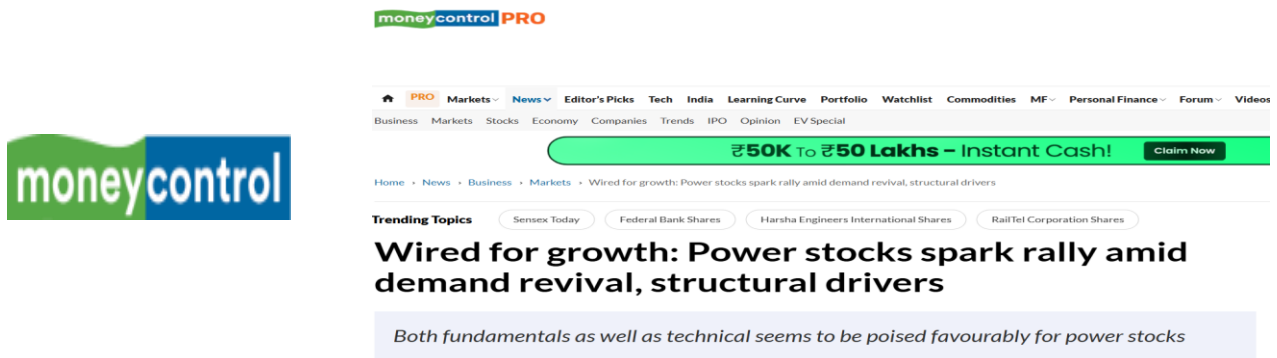 moneycontrol PRO
PRO Markets News Editor's Picks Tech India Learning Curve Portfolio Watchlist Commodities MF Personal Finance Forum Videos
Business Markets Stocks Economy Companies Trends IPO Opinion EV Special
moneycontrol
₹50K To ₹50 Lakhs – Instant Cash! Claim Now
Home › News › Business › Markets › Wired for growth: Power stocks spark rally amid demand revival, structural drivers
Trending Topics Sensex Today Federal Bank Shares Harsha Engineers International Shares RailTel Corporation Shares
Wired for growth: Power stocks spark rally amid
demand revival, structural drivers
Both fundamentals as well as technical seems to be poised favourably for power stocks